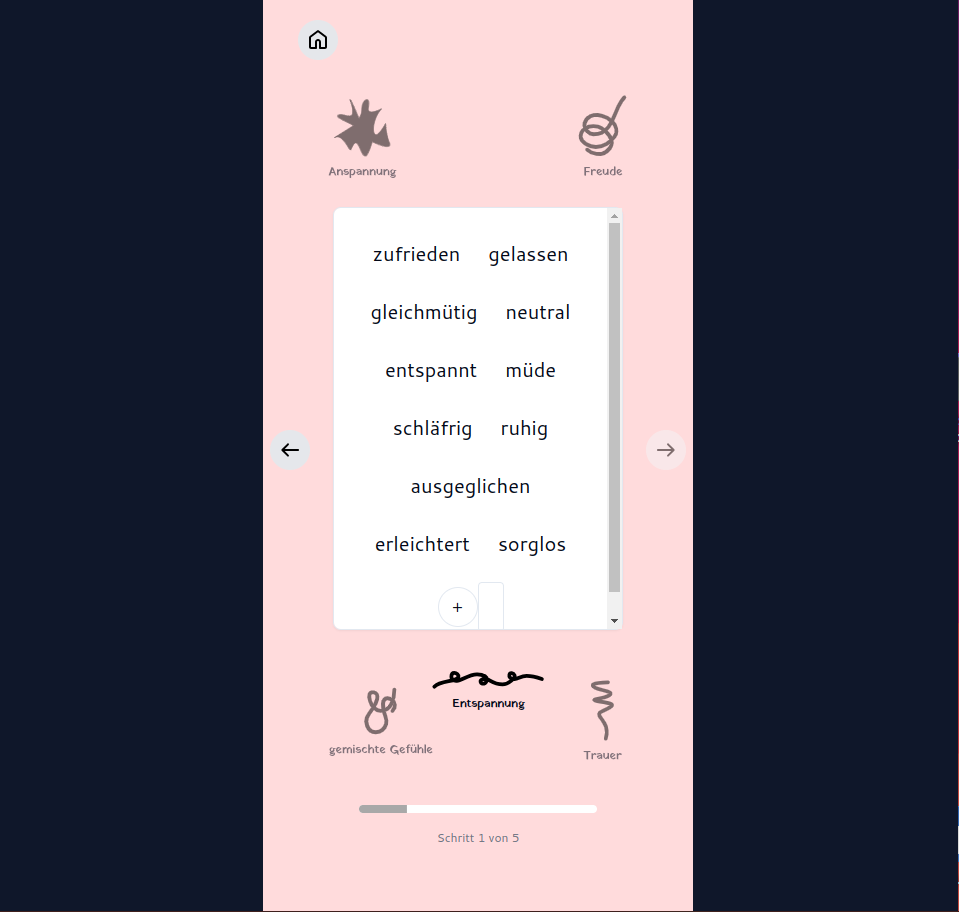 Anspannung Freude
zufrieden gelassen
gleichmütig neutral
entspannt müde
schläfrig ruhig
ausgeglichen
erleichtert sorglos
+
Entspannung
gemischte Gefühle Trauer
Schritt 1 von 5